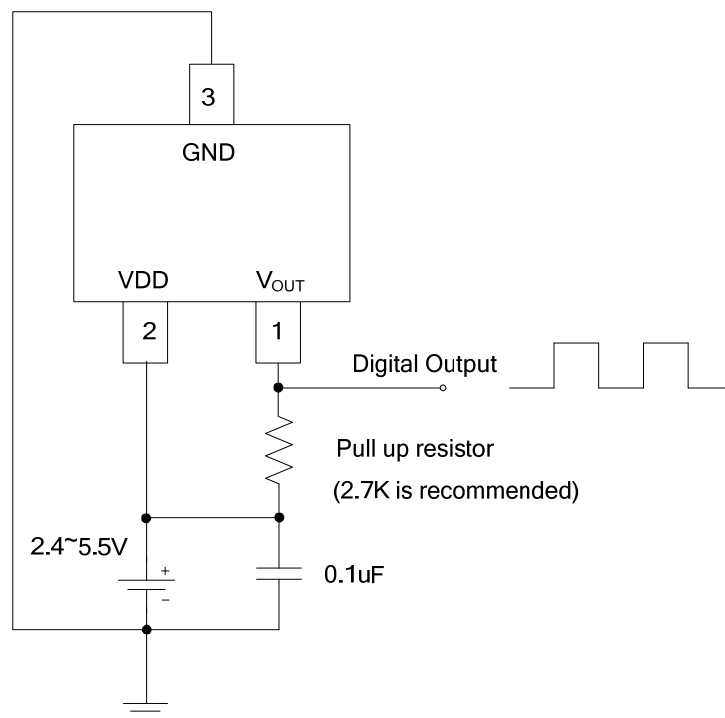 3
GND
VDD
VOUT
2
1
Digital Output
Pull up resistor
(2.7K is recommended)
2.4~5.5V
+
-
0.1uF